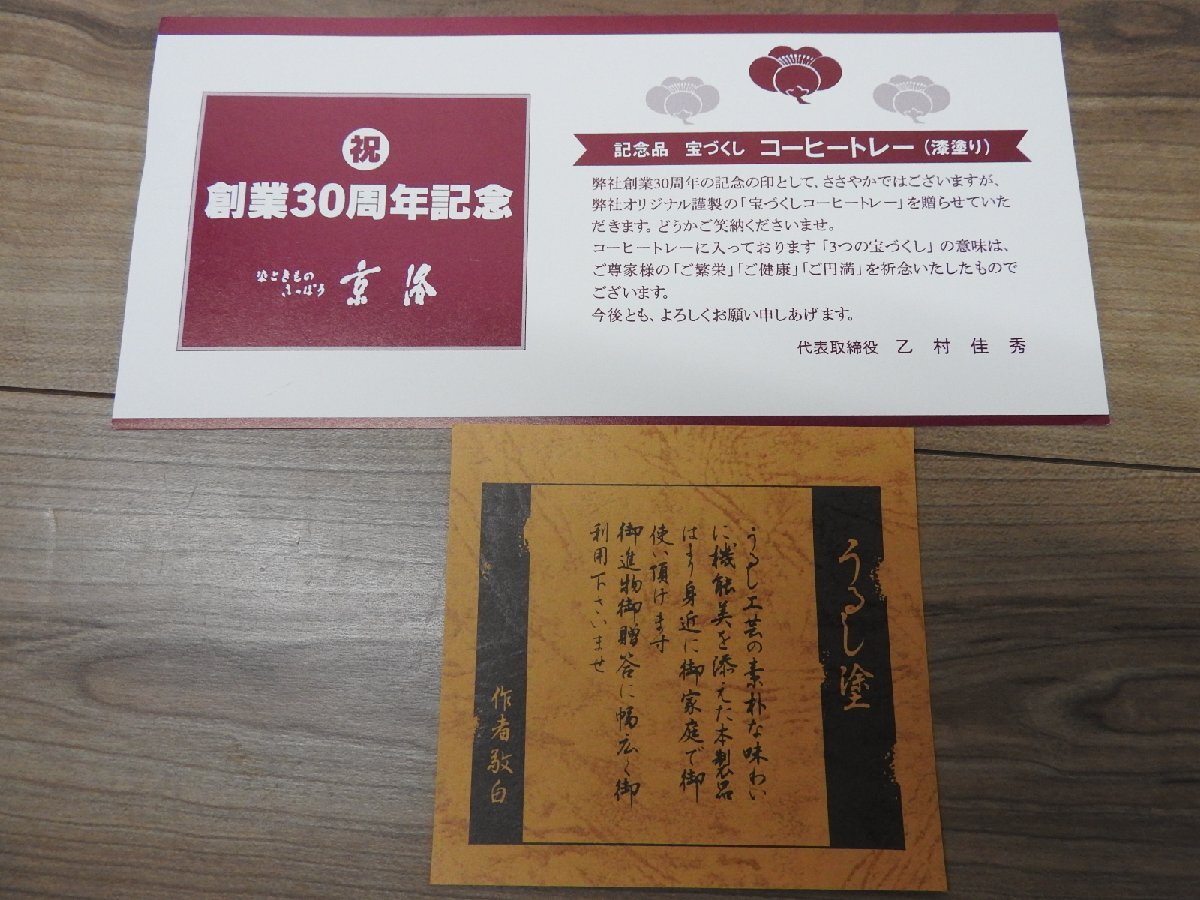 祝
創業30周年記念
染ときもの
きっぽう
京洛
記念品 宝づくし コーヒートレー（漆塗り）
弊社創業30周年の記念の印として、ささやかではございますが、
弊社オリジナル謹製の「宝づくしコーヒートレー」を贈らせていた
だきます。どうかご笑納くださいませ。
コーヒートレーに入っております「3つの宝づくし」の意味は、
ご尊家様の「ご繁栄」「ご健康」「ご円満」を祈念いたしたもので
ございます。
今後とも、よろしくお願い申しあげます。
代表取締役 乙村佳秀
うるし塗
うるし工芸の素朴な味わい
に、機能美を添えた本製品
はより身近に御家庭で御
使い頂けます
御進物御贈答に幅広く御
利用下さいませ
作者敬白